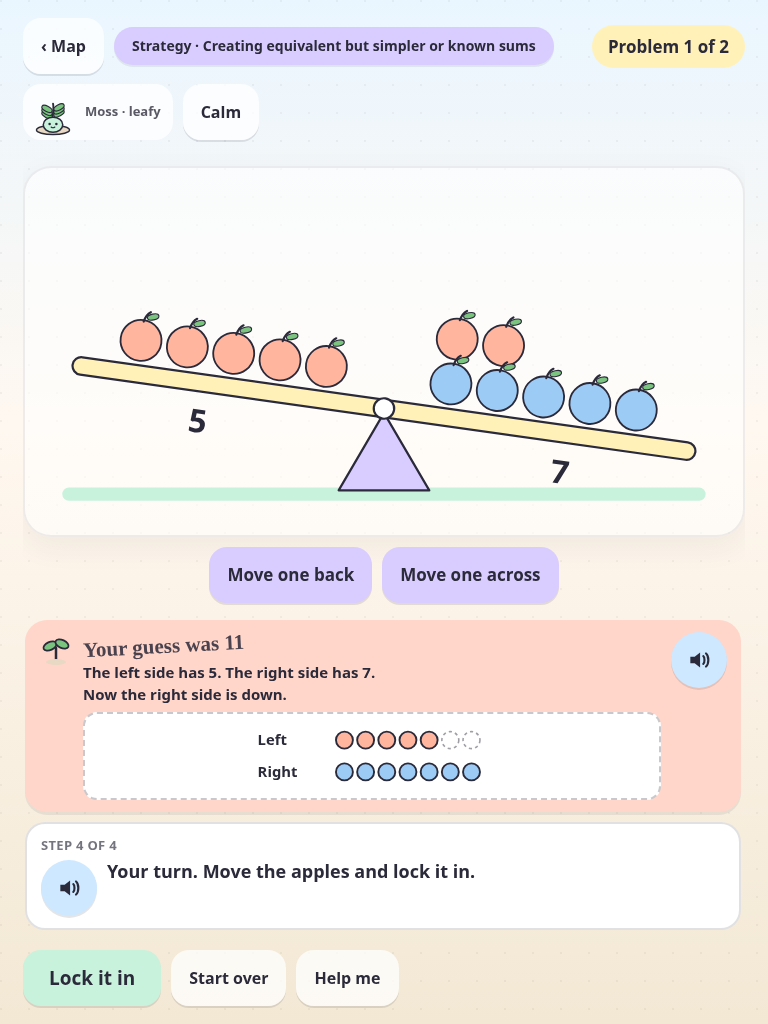 ‹ Map
Strategy · Creating equivalent but simpler or known sums
Problem 1 of 2
Moss · leafy
Calm
5
7
Move one back
Move one across
Your guess was 11
The left side has 5. The right side has 7.
Now the right side is down.
Left
Right
STEP 4 OF 4
Your turn. Move the apples and lock it in.
Lock it in
Start over
Help me